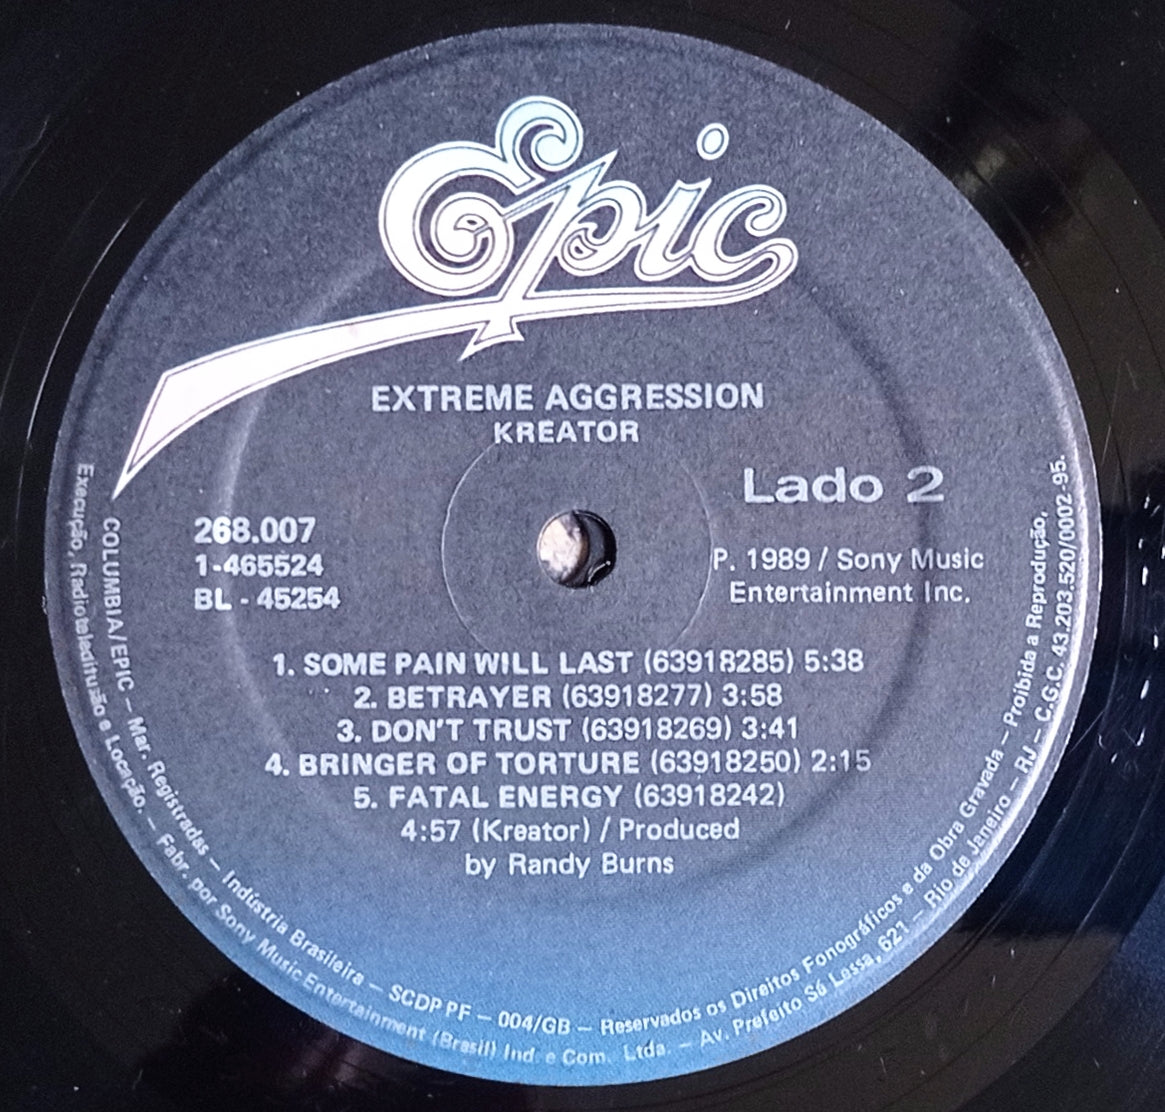 Epic
EXTREME AGGRESSION
KREATOR
Lado 2
268.007
1-465524
BL - 45254
P. 1989 / Sony Music
Entertainment Inc.
1. SOME PAIN WILL LAST (63918285) 5:38
2. BETRAYER (63918277) 3:58
3. DON'T TRUST (63918269) 3:41
4. BRINGER OF TORTURE (63918250) 2:15
5. FATAL ENERGY (63918242)
4:57 (Kreator) / Produced
by Randy Burns
COLUMBIA/EPIC – Mar. Registradas – Indústria Brasileira – SCDP PF – 004/GB – Reservados os Direitos Fonográficos e da Obra Gravada – Proibida a Reprodução,
Execução, Radioteledifusão e Locação. – Fabr. por Sony Music Entertainment (Brasil) Ind. e Com. Ltda. – Av. Prefeito Sá Lessa, 621 – Rio de Janeiro – RJ – C.G.C. 43.203.520/0002-95.